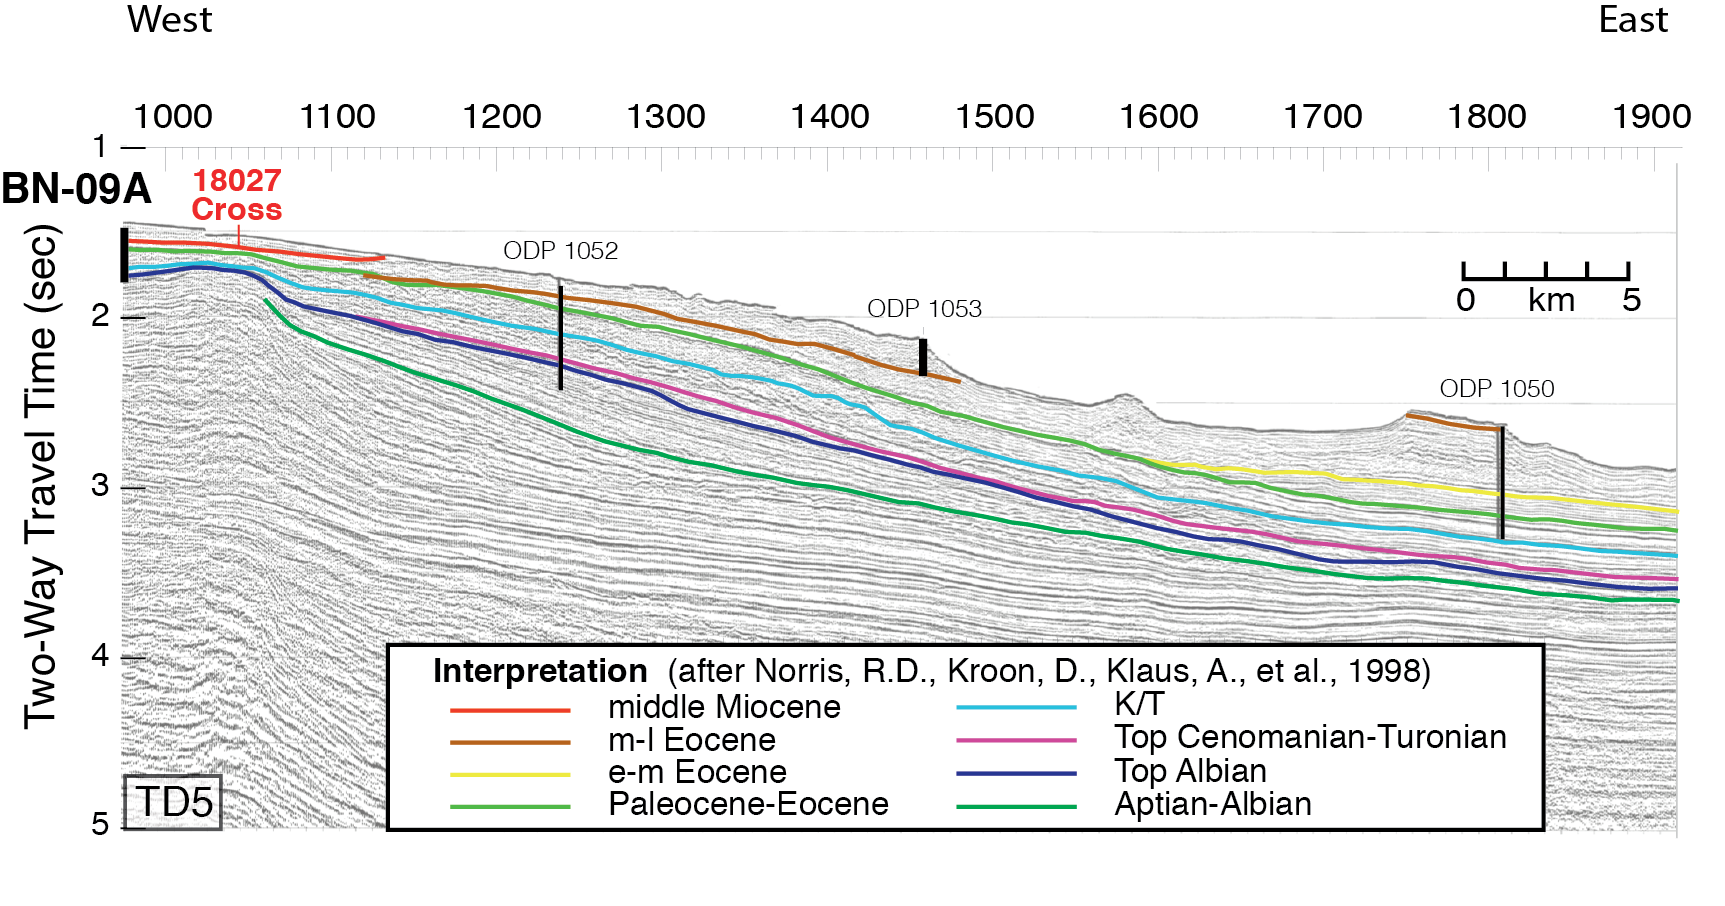 West East
1000 1100 1200 1300 1400 1500 1600 1700 1800 1900
1
BN-09A
18027
Cross
ODP 1052
ODP 1053
ODP 1050
0 km 5
2
3
4
5
Two-Way Travel Time (sec)
TD5
Interpretation (after Norris, R.D., Kroon, D., Klaus, A., et al., 1998)
middle Miocene
m-l Eocene
e-m Eocene
Paleocene-Eocene
K/T
Top Cenomanian-Turonian
Top Albian
Aptian-Albian